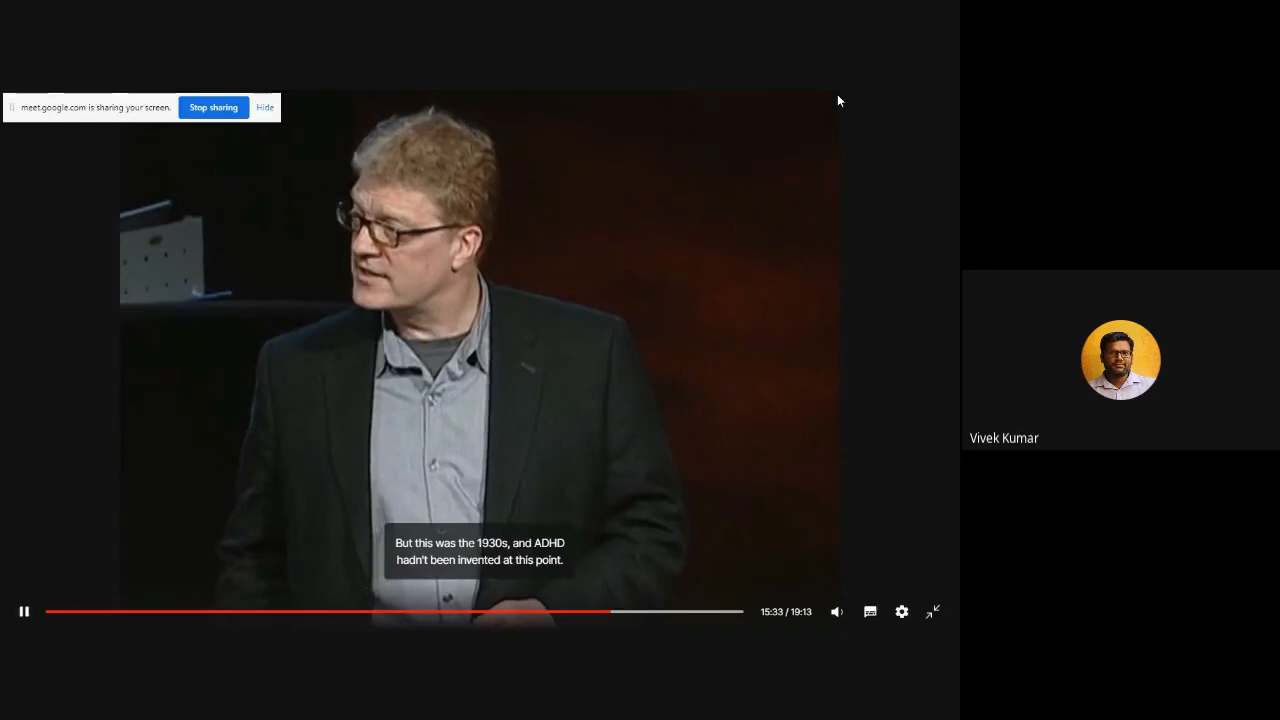 meet.google.com is sharing your screen.
Stop sharing
Hide
Vivek Kumar
But this was the 1930s, and ADHD
hadn't been invented at this point.
15:33 / 19:13